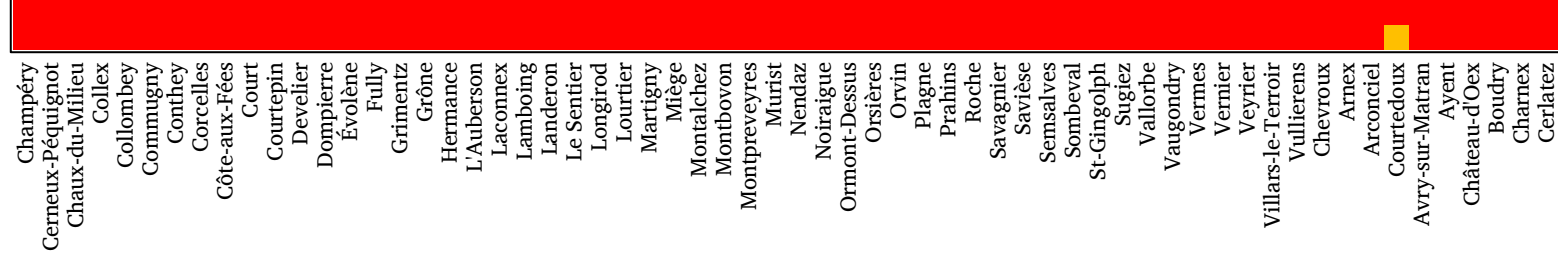 Champéry
Cerneux-Péquignot
Chaux-du-Milieu
Collex
Collombey
Commugny
Conthey
Corcelles
Côte-aux-Fées
Court
Courtepin
Develier
Dompierre
Évolène
Fully
Grimentz
Grône
Hermance
L'Auberson
Laconnex
Lamboing
Landeron
Le Sentier
Longirod
Lourtier
Martigny
Miège
Montalchez
Montbovon
Montpreveyres
Murist
Nendaz
Noiraigue
Ormont-Dessus
Orsières
Orvin
Plagne
Prahins
Roche
Savagnier
Savièse
Semsalves
Sombeval
St-Gingolph
Sugiez
Vallorbe
Vaugondry
Vermes
Vernier
Veyrier
Villars-le-Terroir
Vullierens
Chevroux
Arnex
Arconciel
Courtedoux
Avry-sur-Matran
Ayent
Château-d'Oex
Boudry
Charnex
Cerlatez